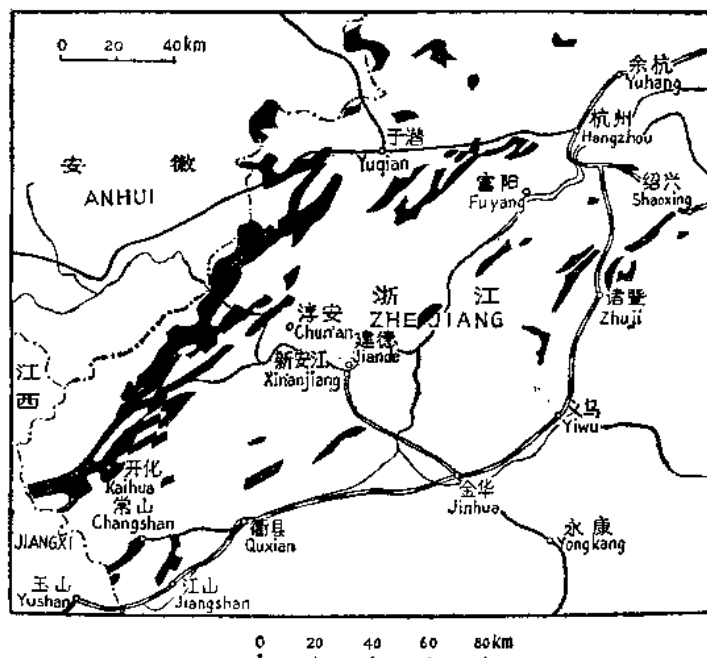 0 20 40km
余杭
Yuhang
杭州
Hangzhou
于潜
Yuqian
安徽
ANHUI
富阳
Fuyang
绍兴
Shaoxing
浙江
ZHEJIANG
诸暨
Zhuji
淳安
Chun'an
建德
Jiande
新安江
Xin'anjiang
江西
义马
Yiwu
开化
Kaihua
金华
Jinhua
常山
Changshan
衢县
Quxian
JIANGXI
永康
Yongkang
玉山
Yushan
江山
Jiangshan
0 20 40 60 80km